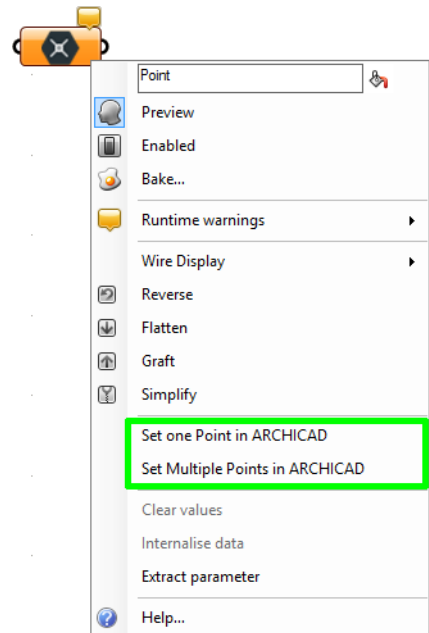 Point
Preview
Enabled
Bake...
Runtime warnings
Wire Display
Reverse
Flatten
Graft
Simplify
Set one Point in ARCHICAD
Set Multiple Points in ARCHICAD
Clear values
Internalise data
Extract parameter
Help...